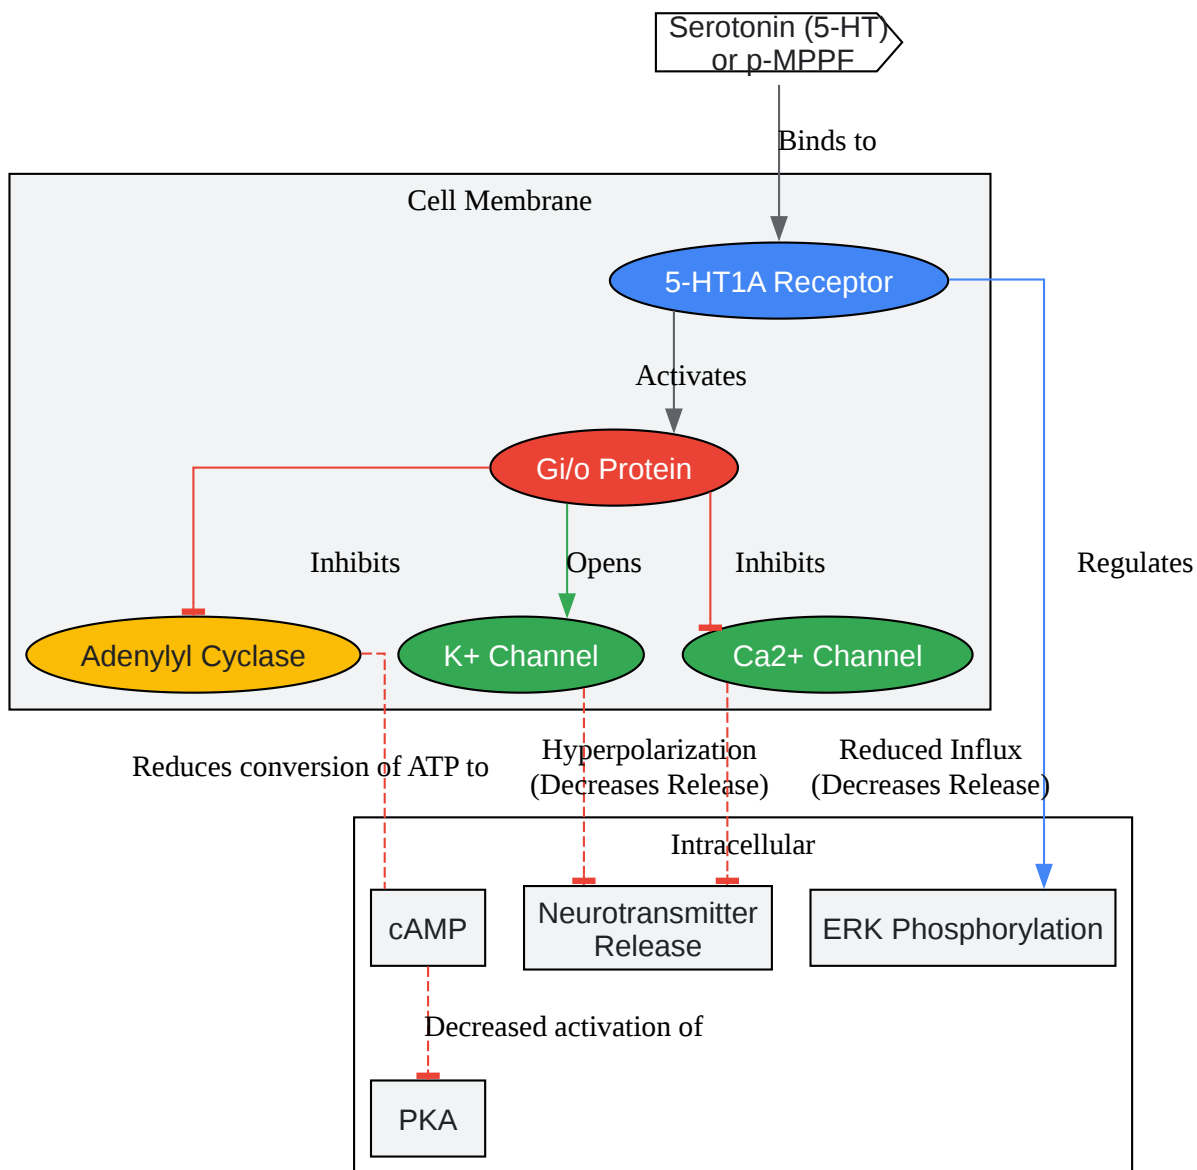 Serotonin (5-HT)
or p-MPPF
Binds to
Cell Membrane
5-HT1A Receptor
Activates
Gi/o Protein
Inhibits
Opens
Inhibits
Regulates
Adenylyl Cyclase
K+ Channel
Ca2+ Channel
Reduces conversion of ATP to
Hyperpolarization
(Decreases Release)
Reduced Influx
(Decreases Release)
Intracellular
cAMP
Neurotransmitter
Release
ERK Phosphorylation
Decreased activation of
PKA